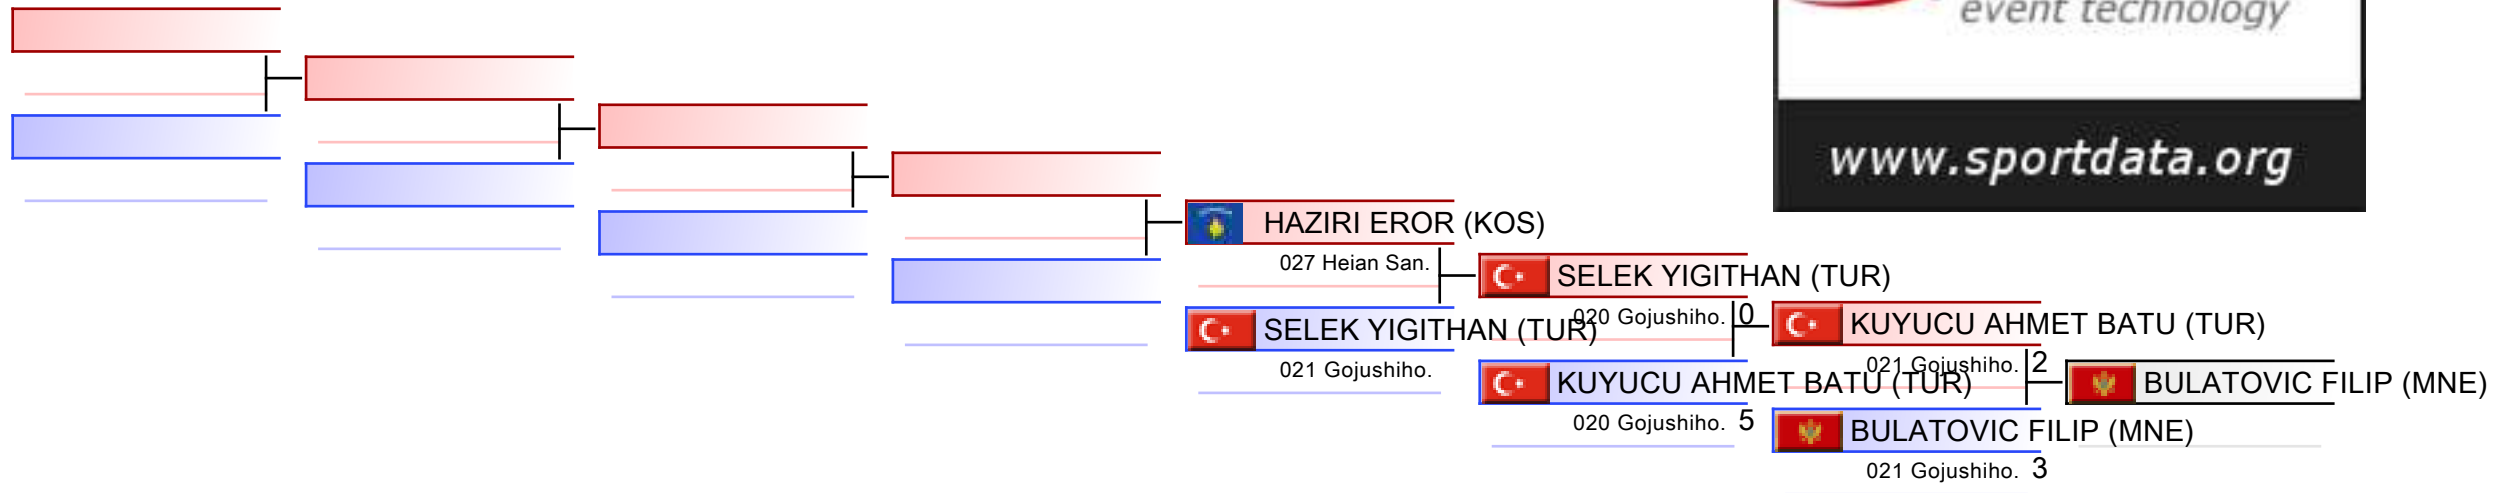 event technology
www.sportdata.org
HAZIRI EROR (KOS)
027 Heian San.
SELEK YIGITHAN (TUR)
021 Gojushiho.
SELEK YIGITHAN (TUR)
020 Gojushiho. 0
KUYUCU AHMET BATU (TUR)
020 Gojushiho. 5
KUYUCU AHMET BATU (TUR)
021 Gojushiho. 2
BULATOVIC FILIP (MNE)
021 Gojushiho. 3
BULATOVIC FILIP (MNE)